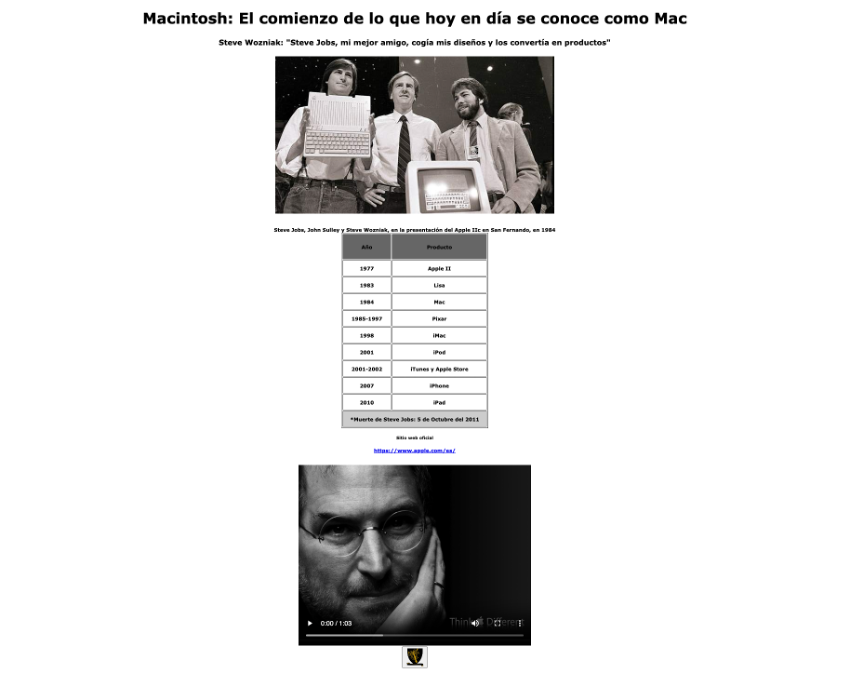 Macintosh: El comienzo de lo que hoy en día se conoce como Mac
Steve Wozniak: "Steve Jobs, mi mejor amigo, cogía mis diseños y los convertía en productos"
Steve Jobs, John Sulley y Steve Wozniak, en la presentación del Apple IIc en San Fernando, en 1984
Año Producto
1977 Apple II
1983 Lisa
1984 Mac
1985-1997 Pixar
1998 iMac
2001 iPod
2001-2002 iTunes y Apple Store
2007 iPhone
2010 iPad
*Muerte de Steve Jobs: 5 de Octubre del 2011
Sitio web oficial
https://www.apple.com/es/
Think Different
0:00 / 1:03